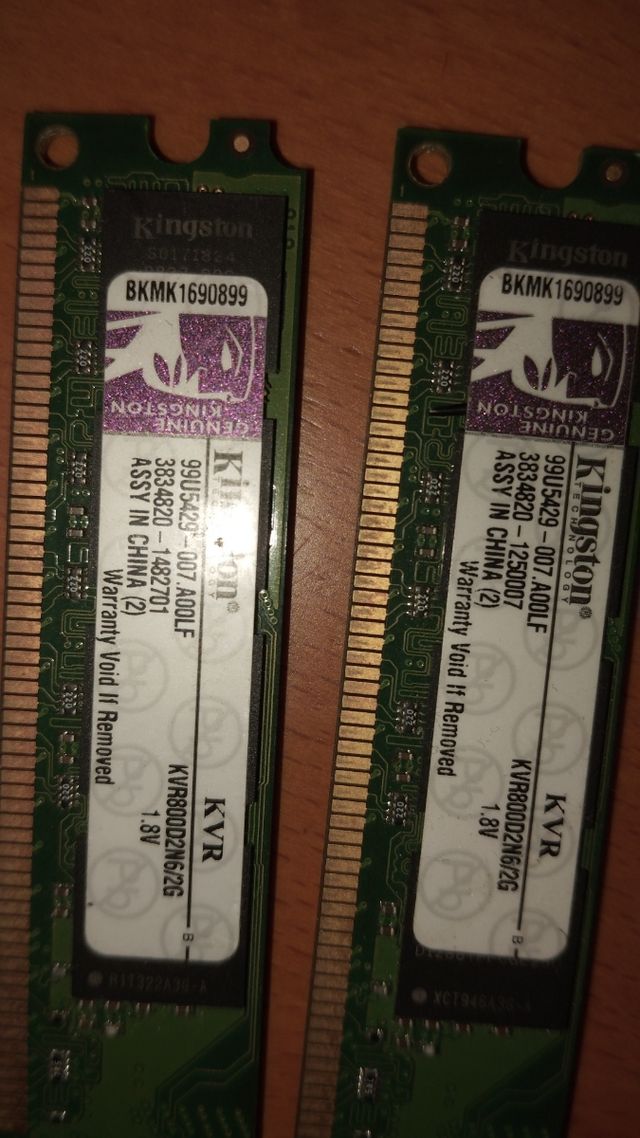 Kingston
BKMK1690899
GENUINE
KINGSTON
Kingston®
99U5429-007.A00LF
3834820-1482701
ASSY IN CHINA (2)
Warranty Void If Removed
KVR
KVR800D2N6/2G
1.8V
B
Kingston
BKMK1690899
GENUINE
KINGSTON
Kingston®
TECHNOLOGY
99U5429-007.A00LF
3834820-1250007
ASSY IN CHINA (2)
Warranty Void If Removed
KVR
KVR800D2N6/2G
1.8V
B